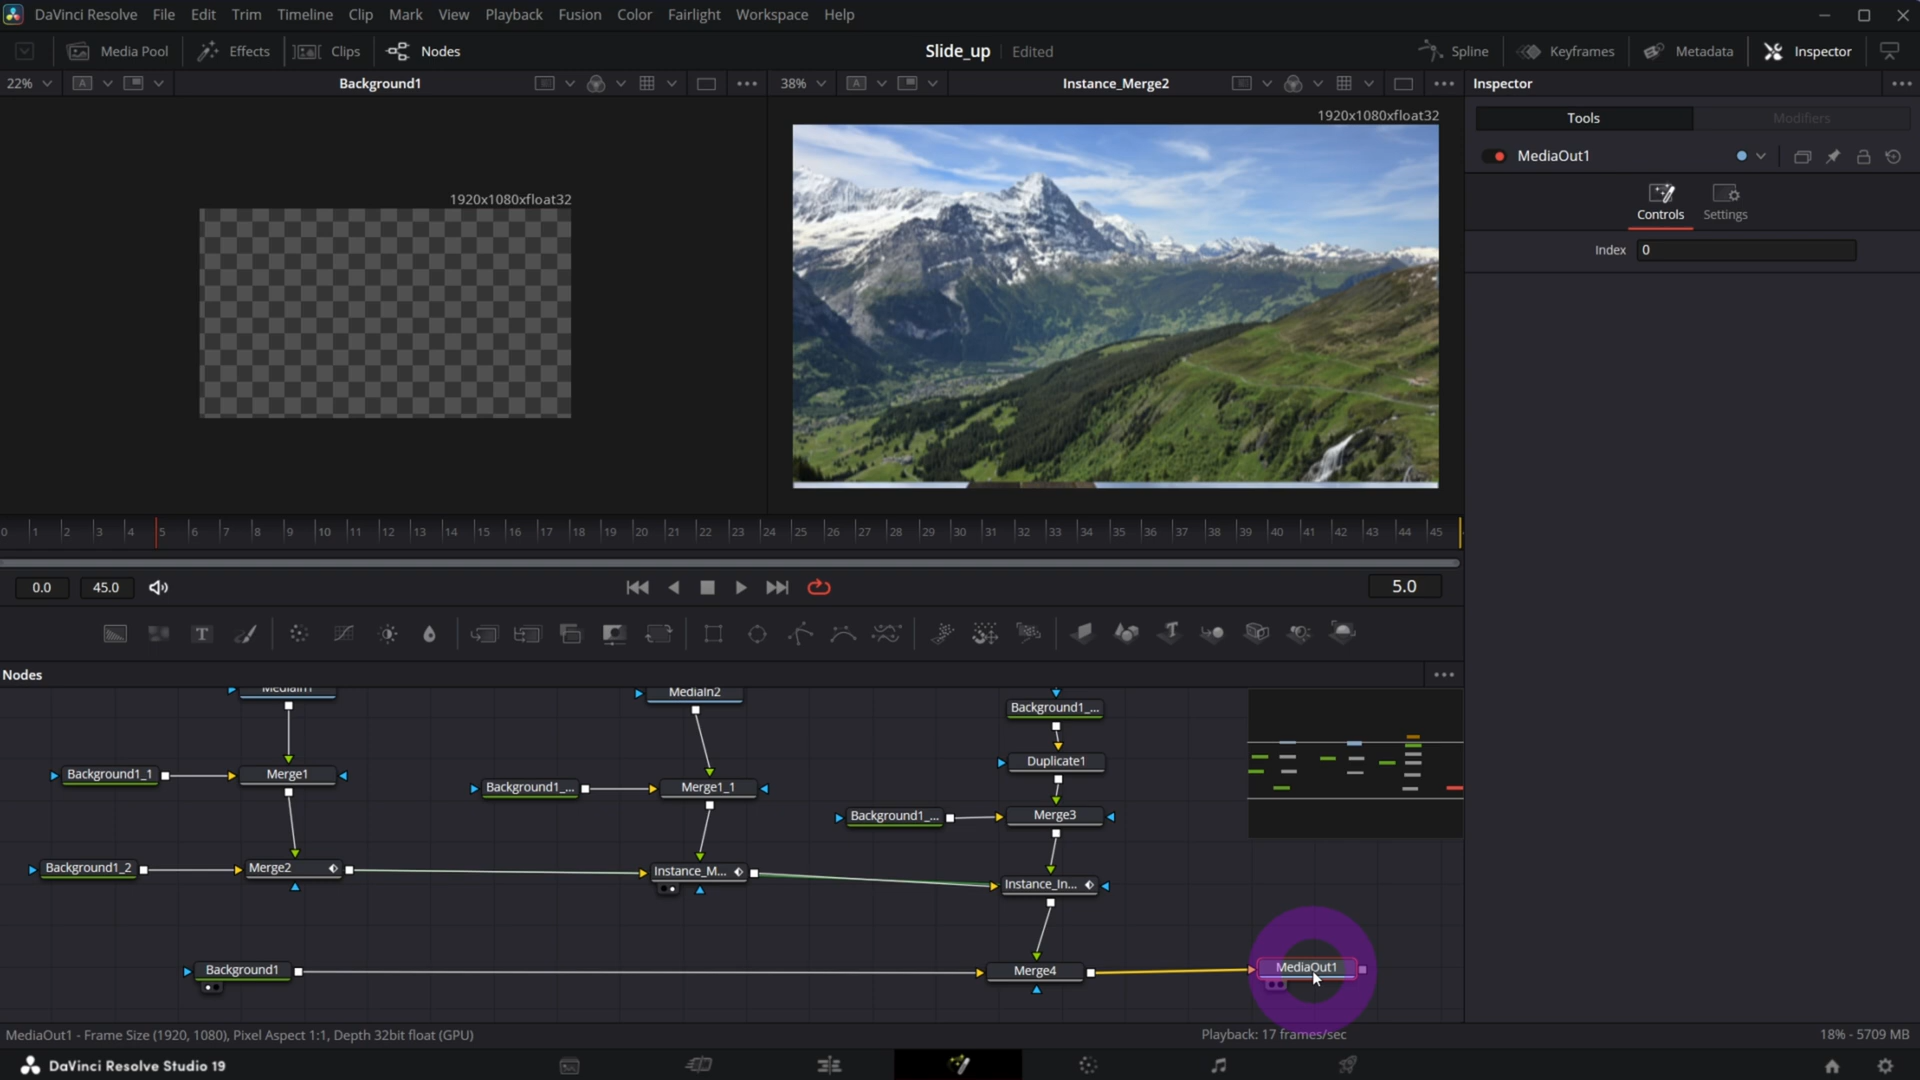 DaVinci Resolve File Edit Trim Timeline Clip Mark View Playback Fusion Color Fairlight Workspace Help
Media Pool Effects Clips Nodes Slide_up Edited Spline Keyframes Metadata Inspector
22% A Background1 38% A Instance_Merge2 Inspector
1920x1080xfloat32
Tools Modifiers
MediaOut1
1920x1080xfloat32
Controls Settings
Index 0
0 1 2 3 4 5 6 7 8 9 10 11 12 13 14 15 16 17 18 19 20 21 22 23 24 25 26 27 28 29 30 31 32 33 34 35 36 37 38 39 40 41 42 43 44 45
0.0 45.0 5.0
T T
Nodes
MediaIn1 MediaIn2
Background1_...
Duplicate1
Background1_1 Merge1 Background1_... Merge1_1
Background1_... Merge3
Background1_2 Merge2 Instance_M... Instance_In...
Background1 Merge4 MediaOut1
MediaOut1 - Frame Size (1920, 1080), Pixel Aspect 1:1, Depth 32bit float (GPU) Playback: 17 frames/sec 18% - 5709 MB
DaVinci Resolve Studio 19